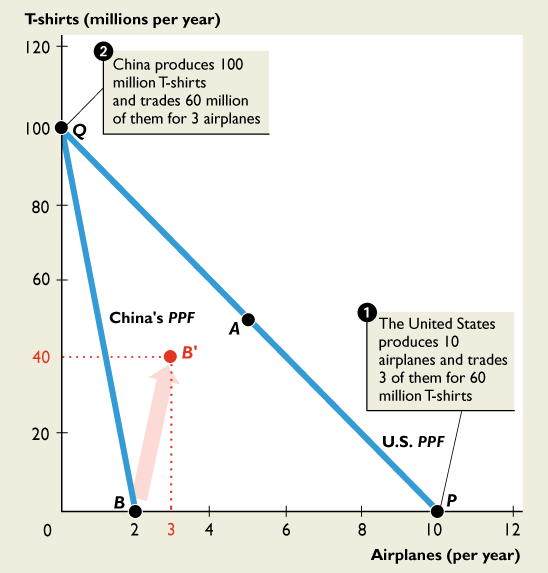 T-shirts (millions per year)
120
2
China produces 100
million T-shirts
and trades 60 million
of them for 3 airplanes
100
Q
80
60
China's PPF
A
1
The United States
produces 10
airplanes and trades
3 of them for 60
million T-shirts
40
B'
20
U.S. PPF
B
P
0
2
3
4
6
8
10
12
Airplanes (per year)